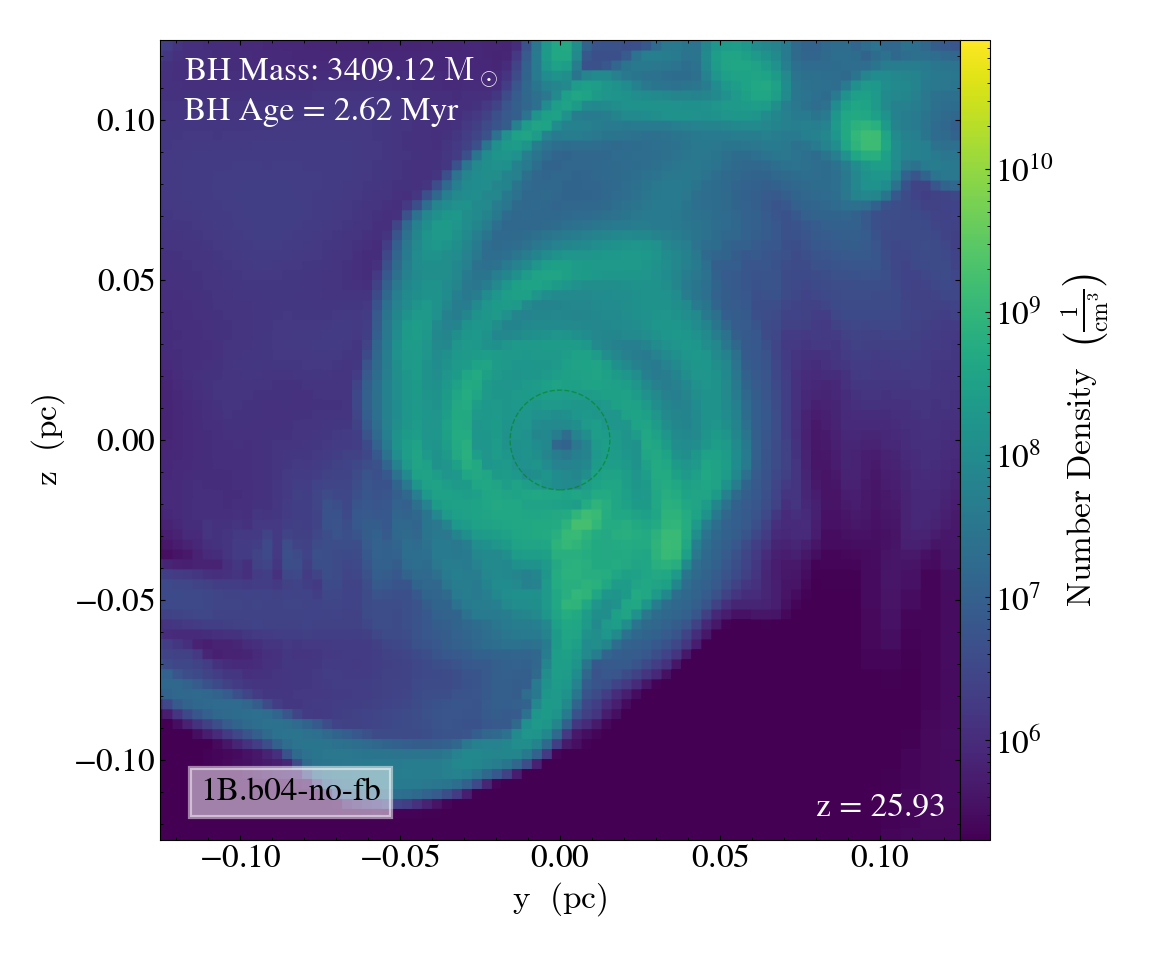 BH Mass: 3409.12 M☉
BH Age = 2.62 Myr
0.10
0.05
0.00
−0.05
−0.10
z (pc)
1B.b04-no-fb
z = 25.93
−0.10 −0.05 0.00 0.05 0.10
y (pc)
10¹⁰
10⁹
10⁸
10⁷
10⁶
Number Density (1/cm³)